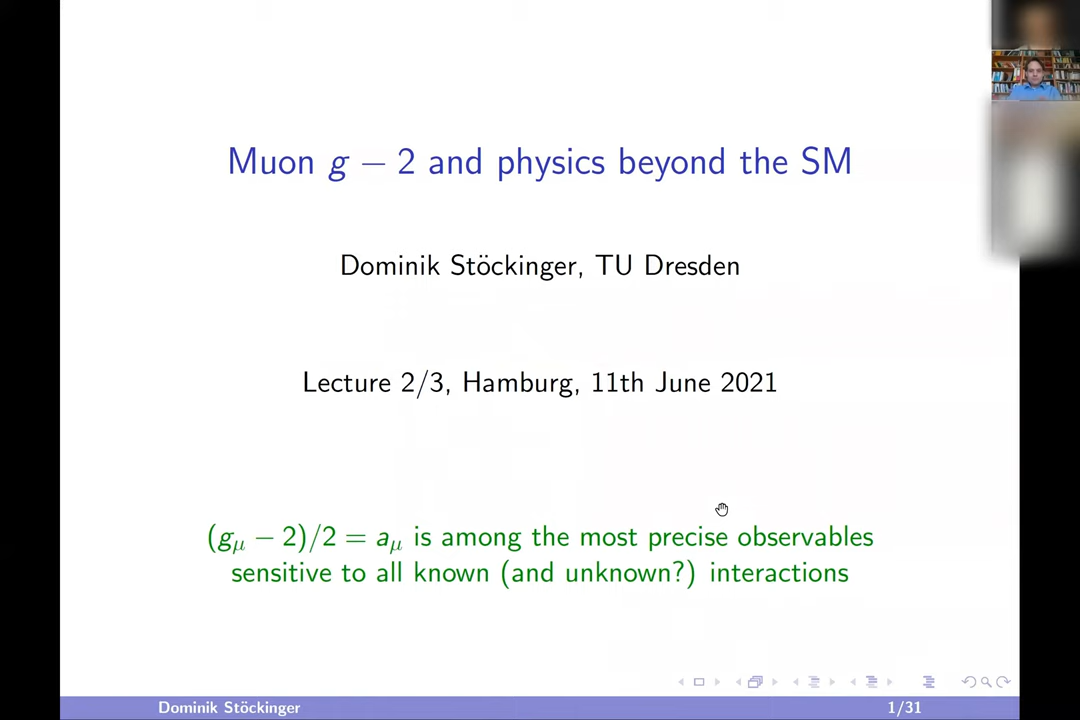 Muon g − 2 and physics beyond the SM
Dominik Stöckinger, TU Dresden
Lecture 2/3, Hamburg, 11th June 2021
(gμ − 2)/2 = aμ is among the most precise observables
sensitive to all known (and unknown?) interactions
Dominik Stöckinger 1/31